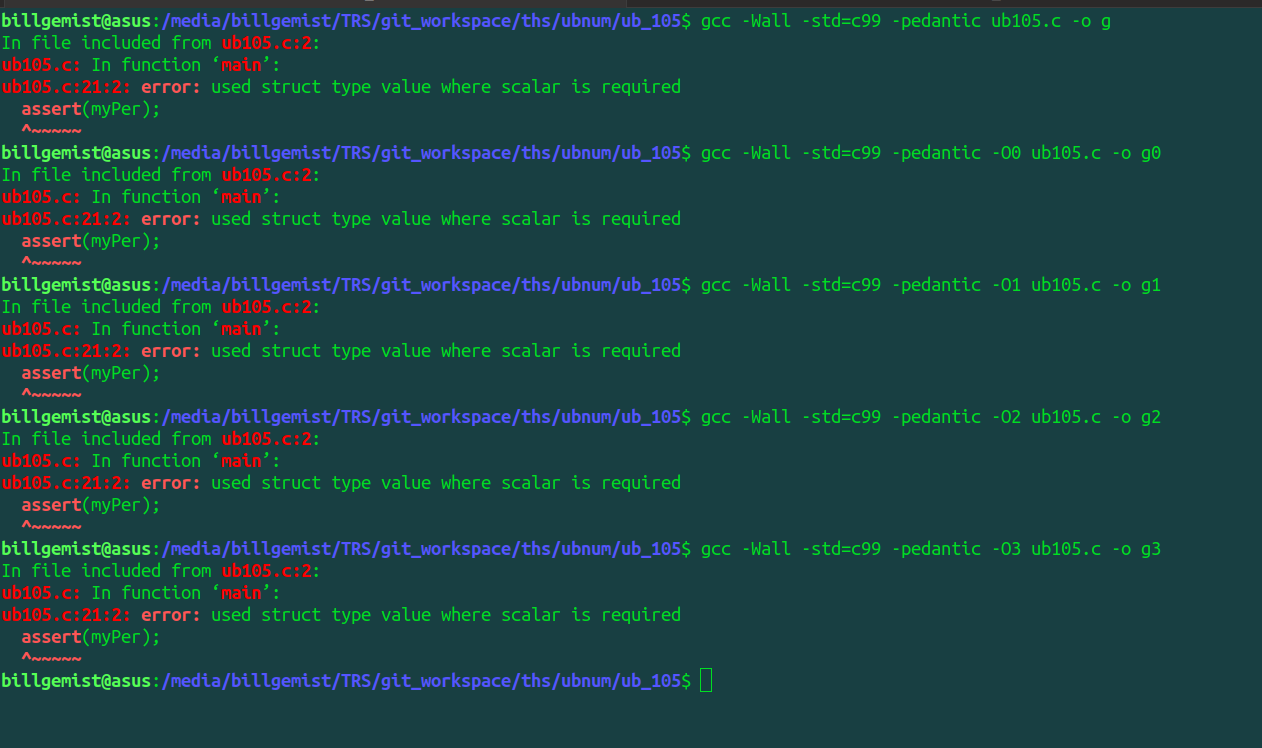 billgemist@asus:/media/billgemist/TRS/git_workspace/ths/ubnum/ub_105$ gcc -Wall -std=c99 -pedantic ub105.c -o g
In file included from ub105.c:2:
ub105.c: In function ‘main’:
ub105.c:21:2: error: used struct type value where scalar is required
  assert(myPer);
  ^~~~~~
billgemist@asus:/media/billgemist/TRS/git_workspace/ths/ubnum/ub_105$ gcc -Wall -std=c99 -pedantic -O0 ub105.c -o g0
In file included from ub105.c:2:
ub105.c: In function ‘main’:
ub105.c:21:2: error: used struct type value where scalar is required
  assert(myPer);
  ^~~~~~
billgemist@asus:/media/billgemist/TRS/git_workspace/ths/ubnum/ub_105$ gcc -Wall -std=c99 -pedantic -O1 ub105.c -o g1
In file included from ub105.c:2:
ub105.c: In function ‘main’:
ub105.c:21:2: error: used struct type value where scalar is required
  assert(myPer);
  ^~~~~~
billgemist@asus:/media/billgemist/TRS/git_workspace/ths/ubnum/ub_105$ gcc -Wall -std=c99 -pedantic -O2 ub105.c -o g2
In file included from ub105.c:2:
ub105.c: In function ‘main’:
ub105.c:21:2: error: used struct type value where scalar is required
  assert(myPer);
  ^~~~~~
billgemist@asus:/media/billgemist/TRS/git_workspace/ths/ubnum/ub_105$ gcc -Wall -std=c99 -pedantic -O3 ub105.c -o g3
In file included from ub105.c:2:
ub105.c: In function ‘main’:
ub105.c:21:2: error: used struct type value where scalar is required
  assert(myPer);
  ^~~~~~
billgemist@asus:/media/billgemist/TRS/git_workspace/ths/ubnum/ub_105$